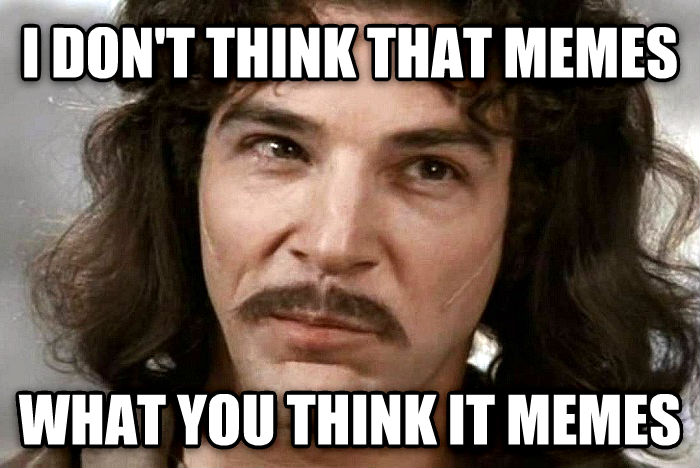 I DON'T THINK THAT MEMES
WHAT YOU THINK IT MEMES